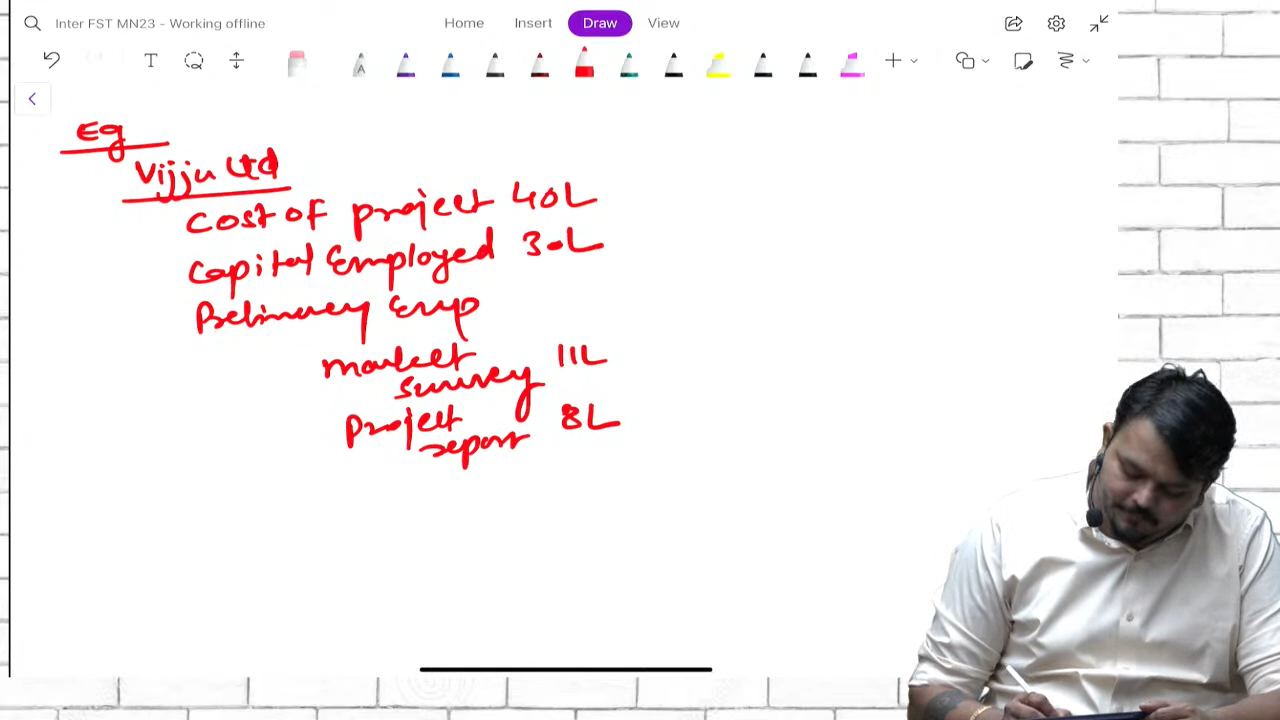 Inter FST MN23 - Working offline
Home Insert Draw View
T A
Eg
Vijju Ltd
Cost of project 40L
Capital Employed 30L
Prelimary Exp
market 11L
survey
project 8L
report